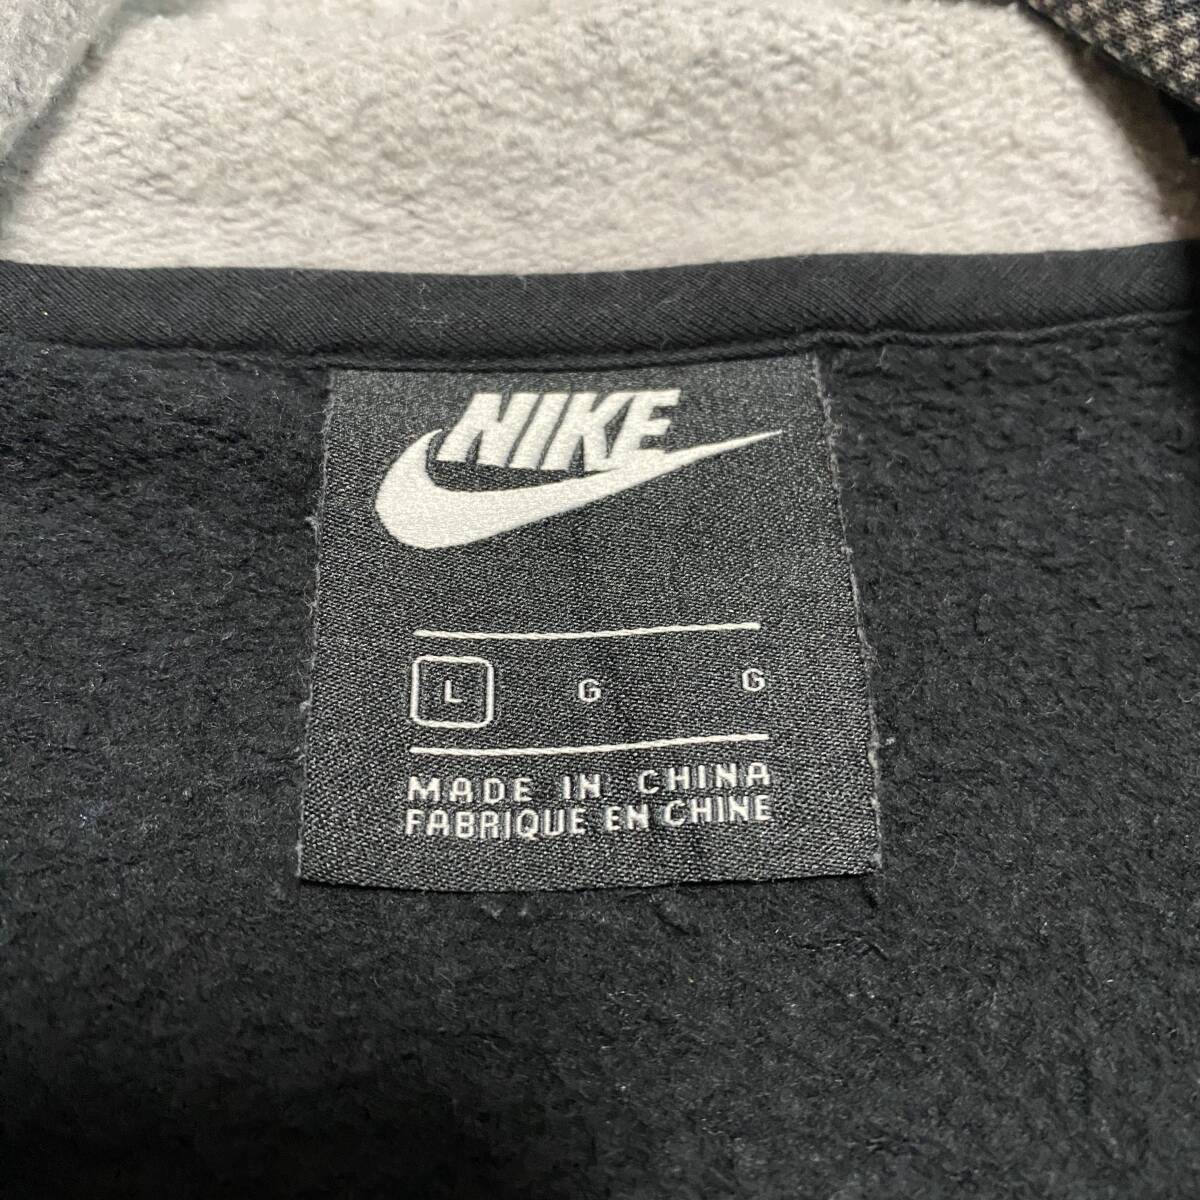 NIKE
L G G
MADE IN CHINA
FABRIQUE EN CHINE